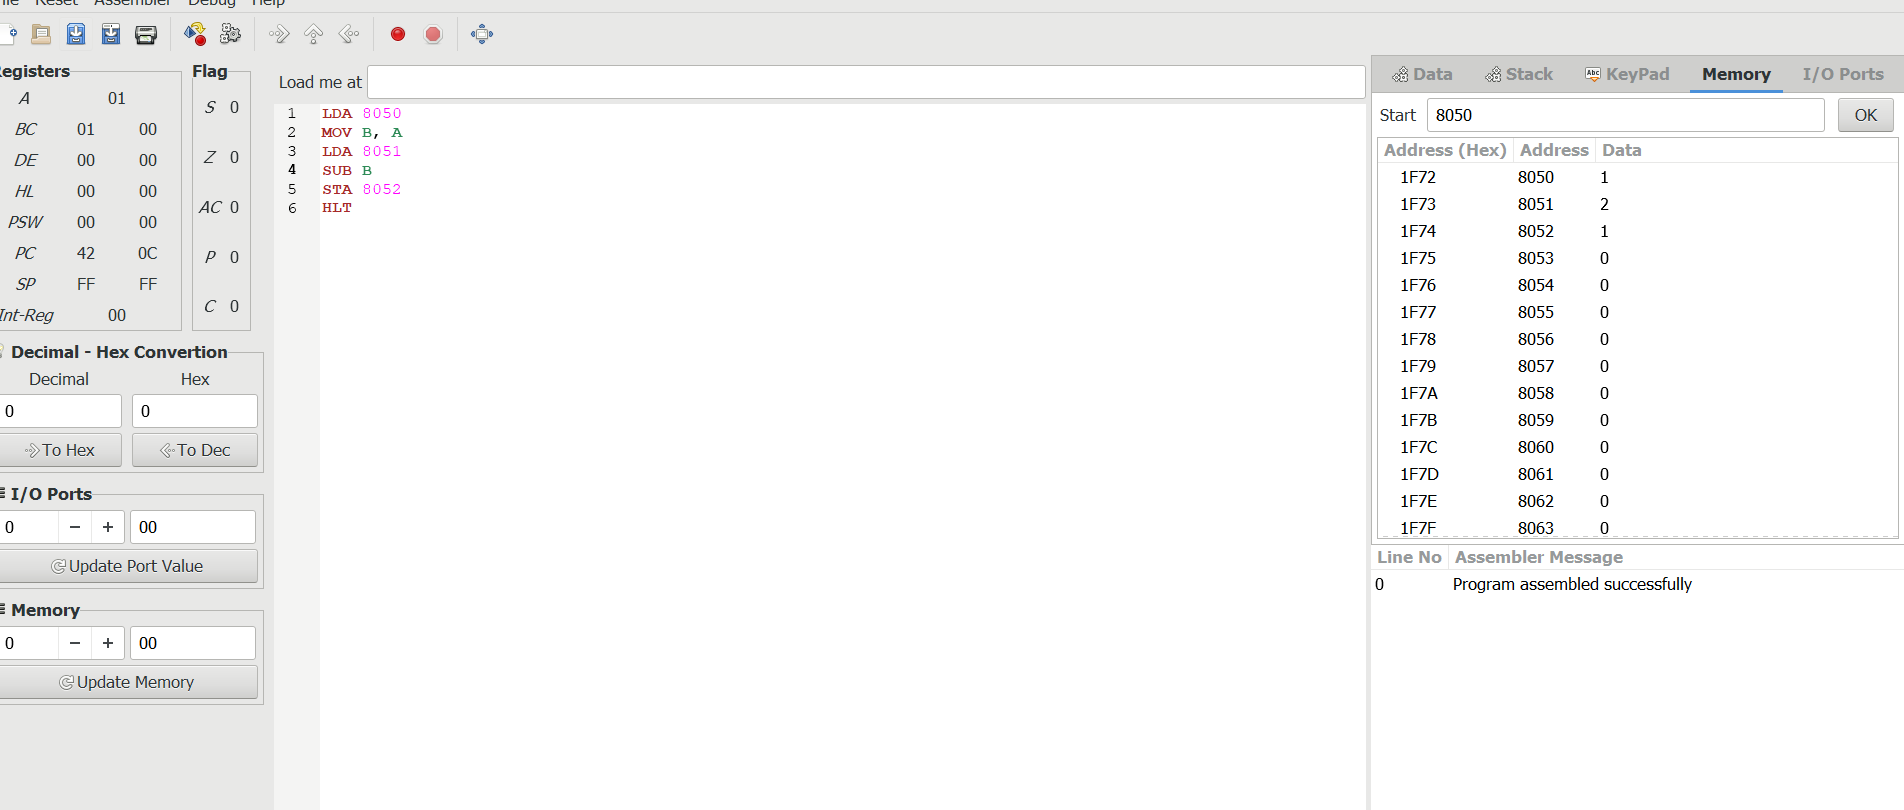 Reset Assembler Debug Help
Registers
A 01
BC 01 00
DE 00 00
HL 00 00
PSW 00 00
PC 42 0C
SP FF FF
Int-Reg 00
Flag
S 0
Z 0
AC 0
P 0
C 0
Decimal - Hex Convertion
Decimal Hex
0 0
To Hex To Dec
I/O Ports
0 − + 00
Update Port Value
Memory
0 − + 00
Update Memory
Load me at
1 LDA 8050
2 MOV B, A
3 LDA 8051
4 SUB B
5 STA 8052
6 HLT
Data Stack Abc KeyPad Memory I/O Ports
Start 8050 OK
Address (Hex) Address Data
1F72 8050 1
1F73 8051 2
1F74 8052 1
1F75 8053 0
1F76 8054 0
1F77 8055 0
1F78 8056 0
1F79 8057 0
1F7A 8058 0
1F7B 8059 0
1F7C 8060 0
1F7D 8061 0
1F7E 8062 0
1F7F 8063 0
Line No Assembler Message
0 Program assembled successfully